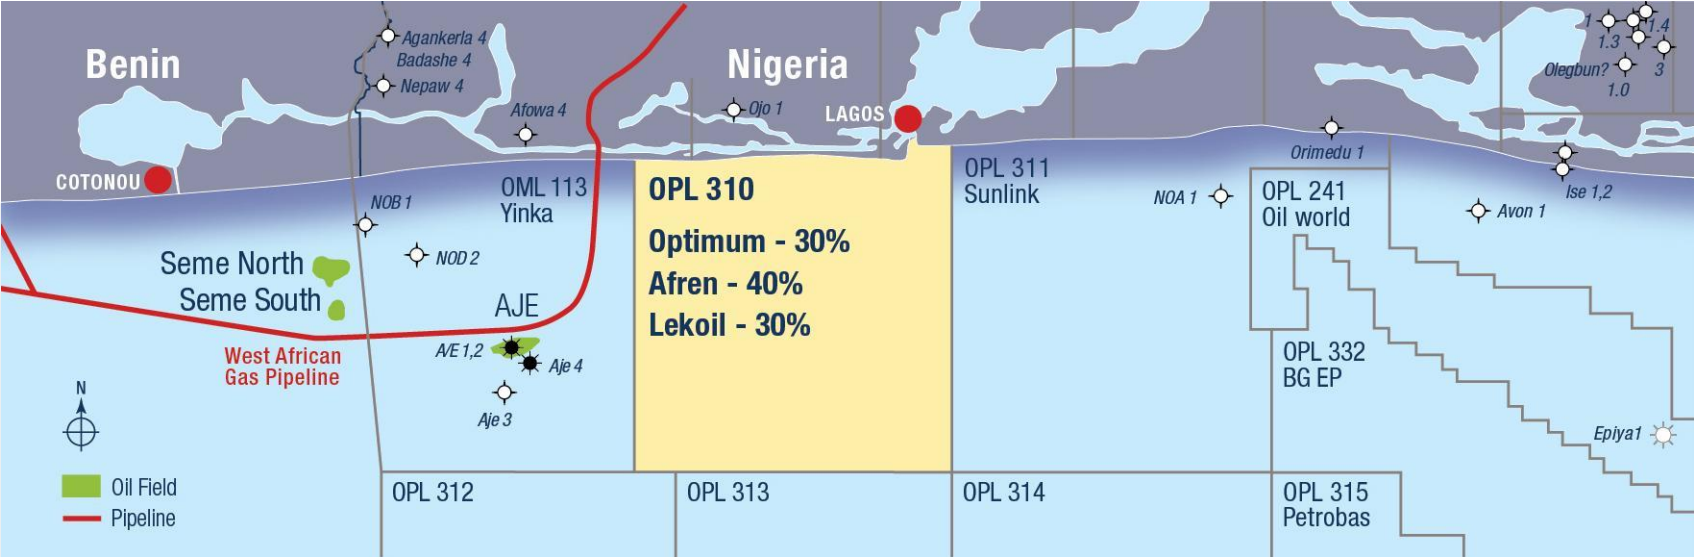 Benin
Nigeria
Agankerla 4
Badashe 4
Nepaw 4
Afowa 4
Ojo 1
LAGOS
COTONOU
1
1.4
1.3
3
Olegbun?
1.0
Orimedu 1
Ise 1,2
NOB 1
NOD 2
OML 113
Yinka
OPL 310
Optimum - 30%
Afren - 40%
Lekoil - 30%
OPL 311
Sunlink
NOA 1
OPL 241
Oil world
Avon 1
Seme North
Seme South
AJE
A/E 1,2
Aje 4
Aje 3
West African
Gas Pipeline
OPL 332
BG EP
Epiya1
N
Oil Field
Pipeline
OPL 312
OPL 313
OPL 314
OPL 315
Petrobas